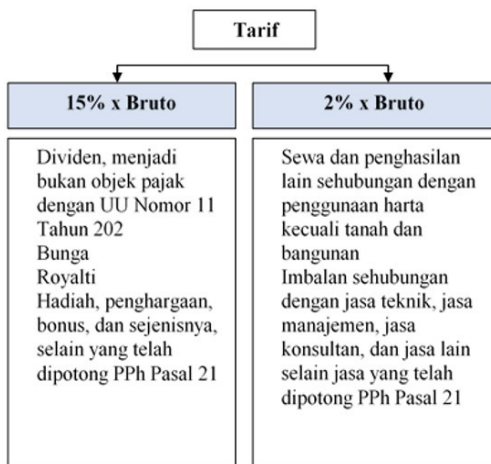 Tarif
15% x Bruto
Dividen, menjadi
bukan objek pajak
dengan UU Nomor 11
Tahun 202
Bunga
Royalti
Hadiah, penghargaan,
bonus, dan sejenisnya,
selain yang telah
dipotong PPh Pasal 21
2% x Bruto
Sewa dan penghasilan
lain sehubungan dengan
penggunaan harta
kecuali tanah dan
bangunan
Imbalan sehubungan
dengan jasa teknik, jasa
manajemen, jasa
konsultan, dan jasa lain
selain jasa yang telah
dipotong PPh Pasal 21